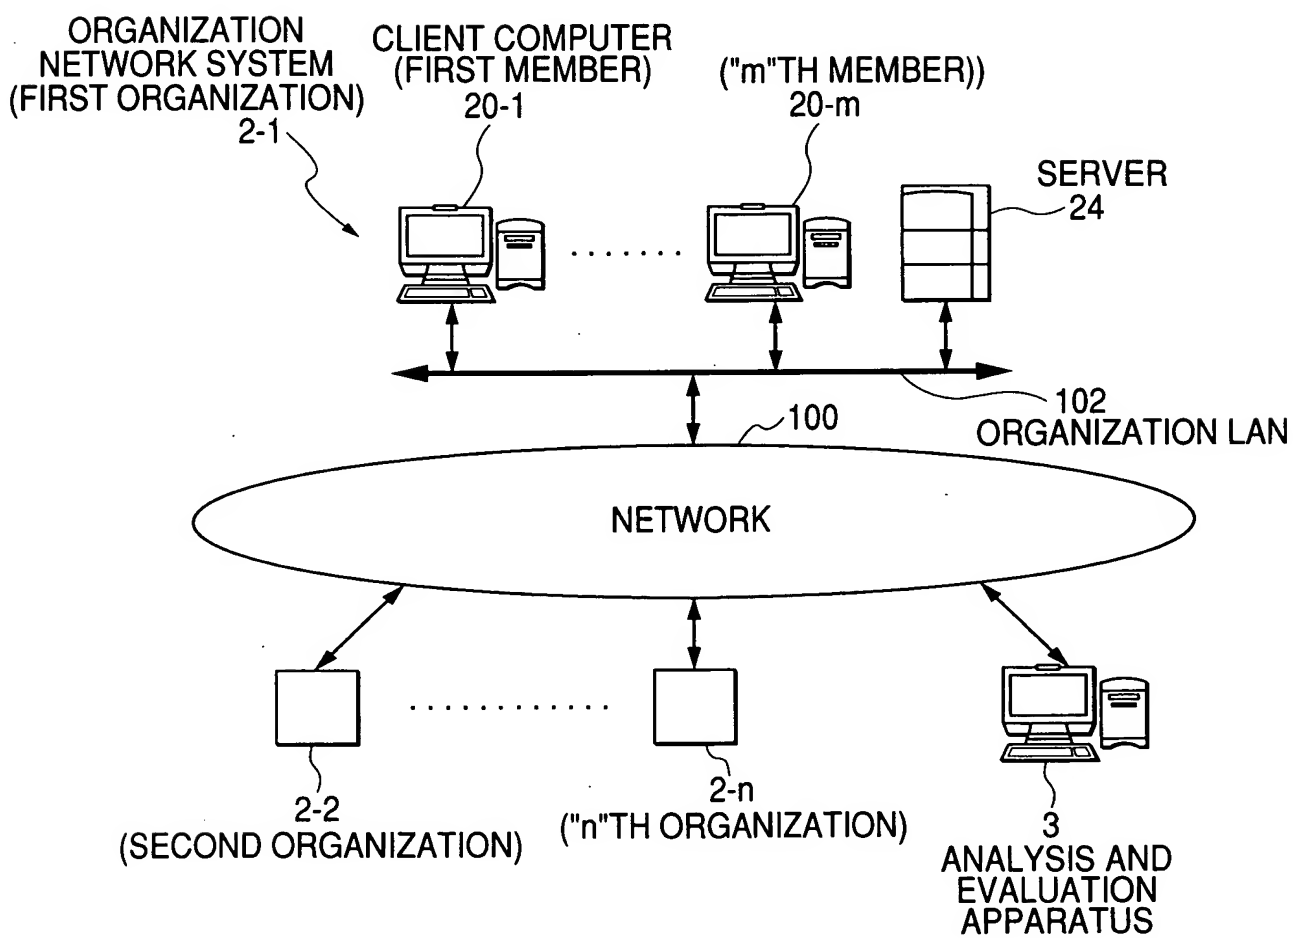 ORGANIZATION
NETWORK SYSTEM
(FIRST ORGANIZATION)
2-1
CLIENT COMPUTER
(FIRST MEMBER)
20-1
("m"TH MEMBER))
20-m
SERVER
24
102
ORGANIZATION LAN
100
NETWORK
2-2
(SECOND ORGANIZATION)
2-n
("n"TH ORGANIZATION)
3
ANALYSIS AND
EVALUATION
APPARATUS